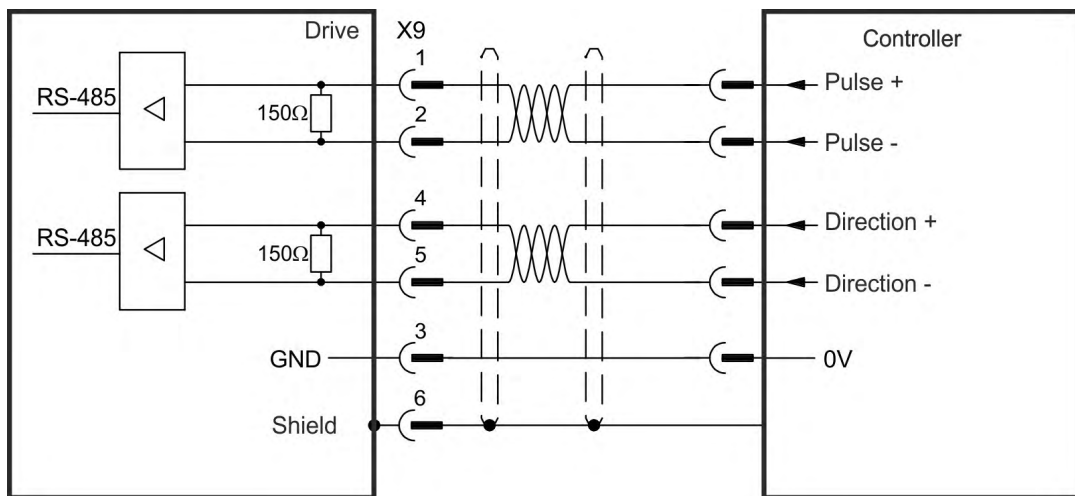 Drive X9
Controller
1
RS-485
150Ω
Pulse +
2
Pulse -
4
RS-485
150Ω
Direction +
5
Direction -
3
GND
0V
6
Shield